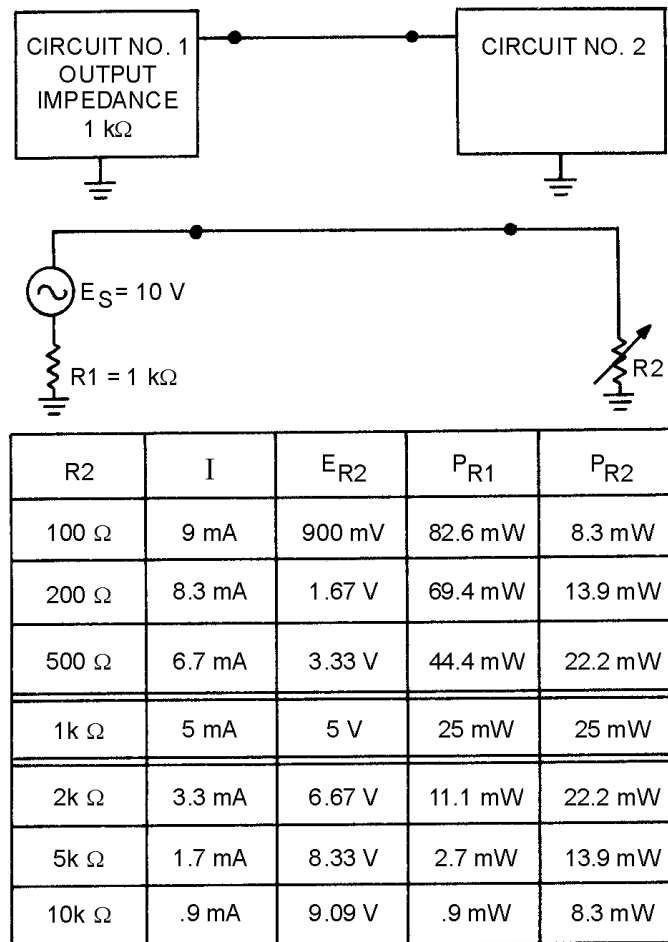 CIRCUIT NO. 1
OUTPUT
IMPEDANCE
1 kΩ
CIRCUIT NO. 2
ES = 10 V
R1 = 1 kΩ
R2
R2 I ER2 PR1 PR2
100 Ω 9 mA 900 mV 82.6 mW 8.3 mW
200 Ω 8.3 mA 1.67 V 69.4 mW 13.9 mW
500 Ω 6.7 mA 3.33 V 44.4 mW 22.2 mW
1k Ω 5 mA 5 V 25 mW 25 mW
2k Ω 3.3 mA 6.67 V 11.1 mW 22.2 mW
5k Ω 1.7 mA 8.33 V 2.7 mW 13.9 mW
10k Ω .9 mA 9.09 V .9 mW 8.3 mW